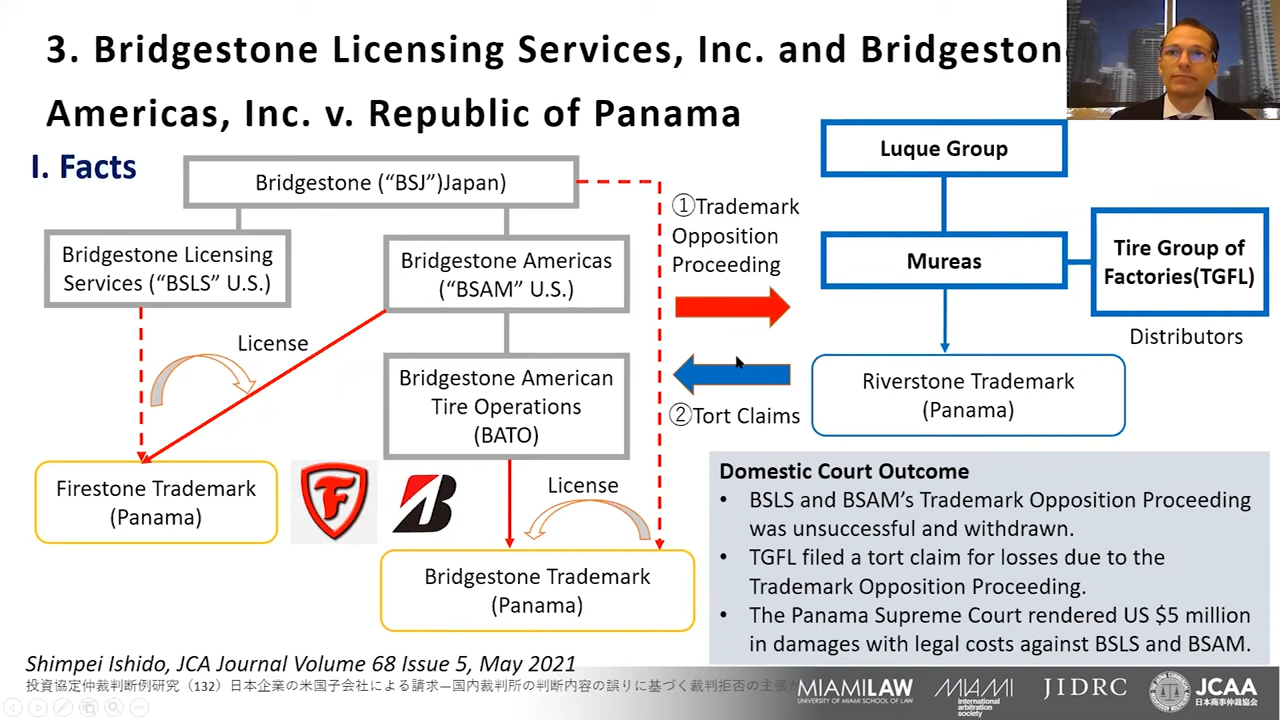 3. Bridgestone Licensing Services, Inc. and Bridgeston
Americas, Inc. v. Republic of Panama
I. Facts
Bridgestone (“BSJ”)Japan)
Bridgestone Licensing
Services (“BSLS” U.S.)
Bridgestone Americas
(“BSAM” U.S.)
License
Bridgestone American
Tire Operations
(BATO)
Firestone Trademark
(Panama)
License
Bridgestone Trademark
(Panama)
①Trademark
Opposition
Proceeding
②Tort Claims
Luque Group
Mureas
Tire Group of
Factories(TGFL)
Distributors
Riverstone Trademark
(Panama)
Domestic Court Outcome
• BSLS and BSAM’s Trademark Opposition Proceeding
was unsuccessful and withdrawn.
• TGFL filed a tort claim for losses due to the
Trademark Opposition Proceeding.
• The Panama Supreme Court rendered US $5 million
in damages with legal costs against BSLS and BSAM.
Shimpei Ishido, JCA Journal Volume 68 Issue 5, May 2021
投資協定仲裁判断例研究（132）日本企業の米国子会社による請求―国内裁判所の判断内容の誤りに基づく裁判拒否の主張が
MIAMILAW
UNIVERSITY OF MIAMI SCHOOL OF LAW
MIAMI
international
arbitration
society
JIDRC
JCAA
日本商事仲裁協会